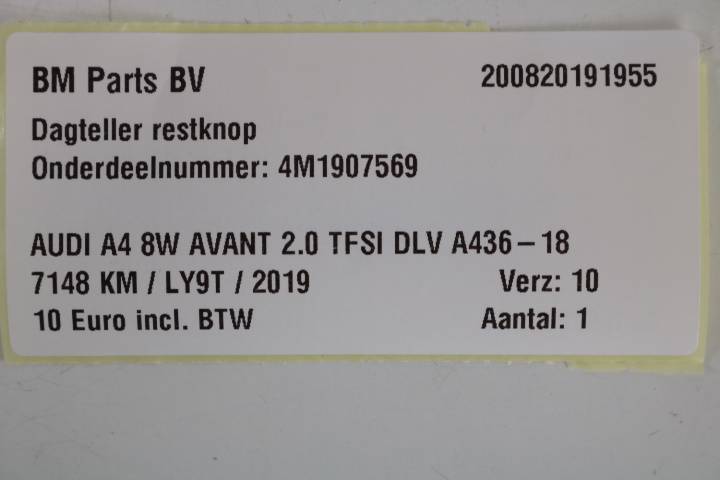 BM Parts BV 200820191955
Dagteller restknop
Onderdeelnummer: 4M1907569
AUDI A4 8W AVANT 2.0 TFSI DLV A436-18
7148 KM / LY9T / 2019 Verz: 10
10 Euro incl. BTW Aantal: 1